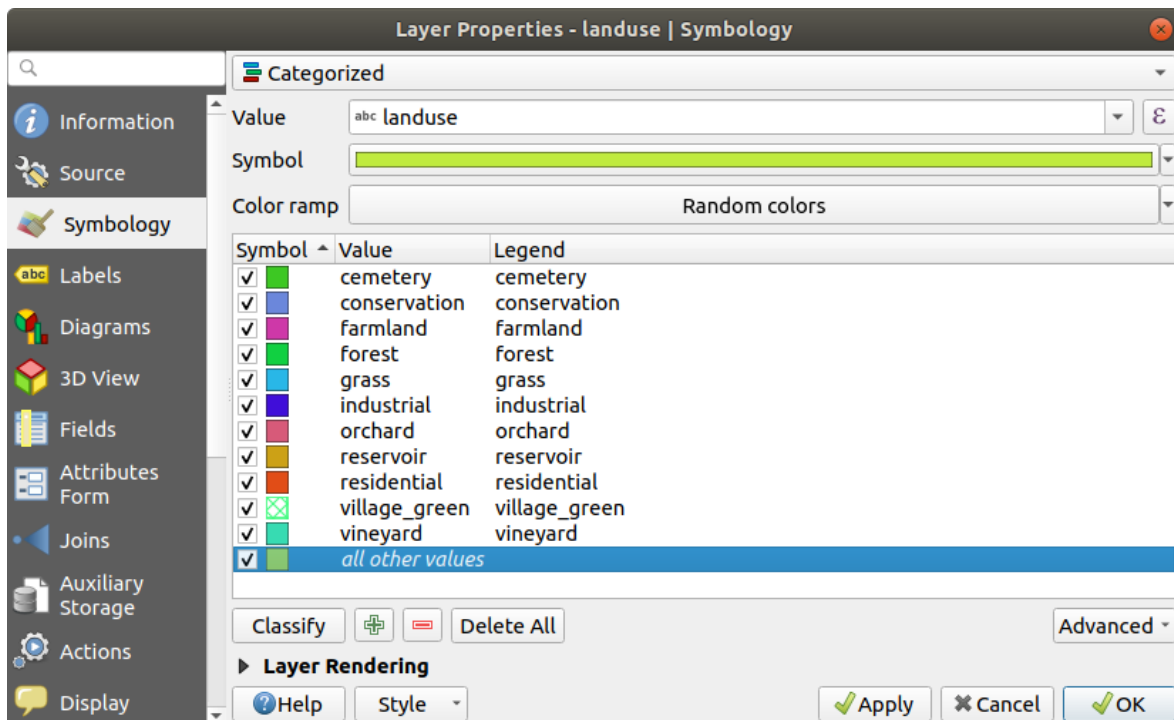 Layer Properties - landuse | Symbology
Information
Source
Symbology
Labels
Diagrams
3D View
Fields
Attributes
Form
Joins
Auxiliary
Storage
Actions
Display
Categorized
Value abc landuse ε
Symbol
Color ramp Random colors
Symbol Value Legend
cemetery cemetery
conservation conservation
farmland farmland
forest forest
grass grass
industrial industrial
orchard orchard
reservoir reservoir
residential residential
village_green village_green
vineyard vineyard
all other values
Classify Delete All Advanced
Layer Rendering
Help Style Apply Cancel OK